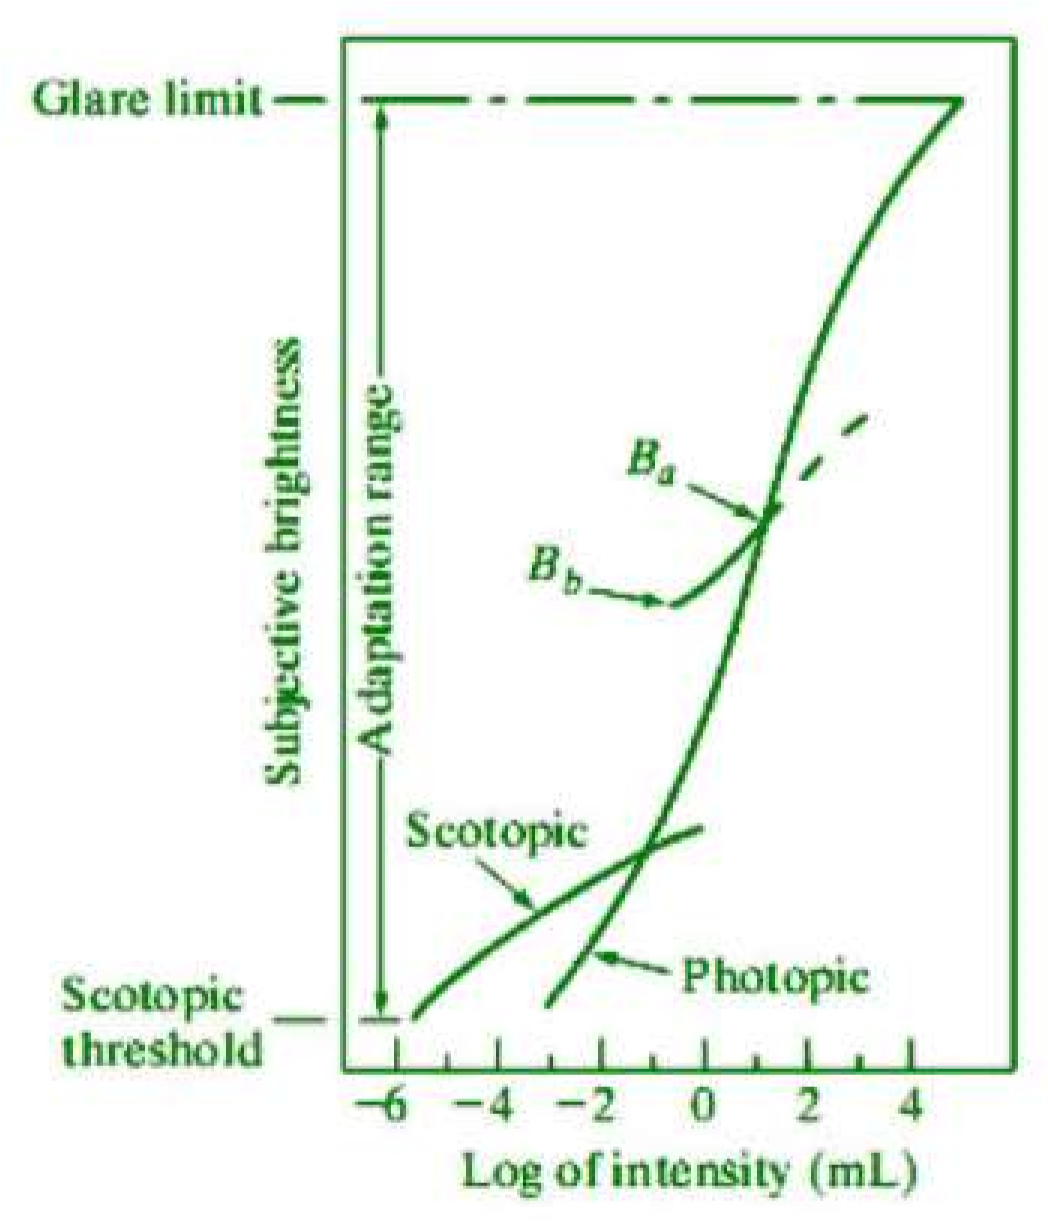 Glare limit
Subjective brightness
Adaptation range
Ba
Bb
Scotopic
Photopic
Scotopic
threshold
−6 −4 −2 0 2 4
Log of intensity (mL)